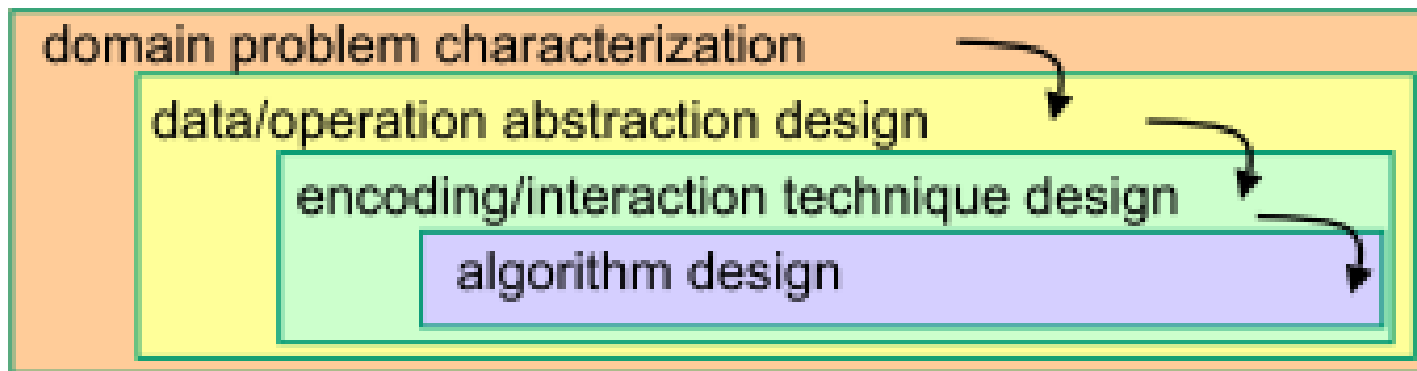 domain problem characterization
data/operation abstraction design
encoding/interaction technique design
algorithm design